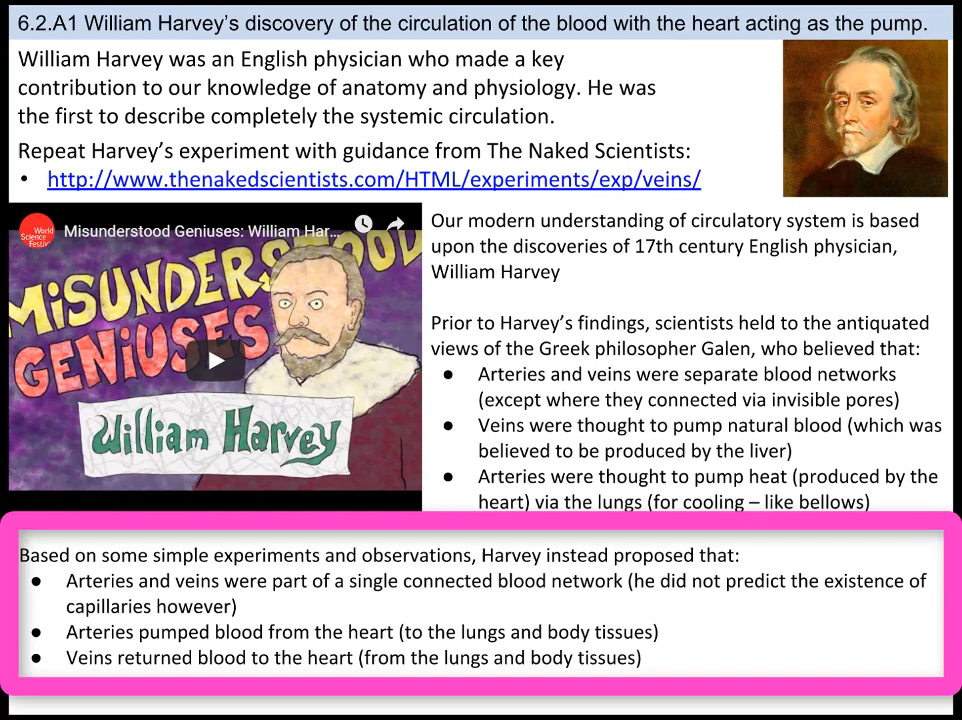 6.2.A1 William Harvey's discovery of the circulation of the blood with the heart acting as the pump.
William Harvey was an English physician who made a key
contribution to our knowledge of anatomy and physiology. He was
the first to describe completely the systemic circulation.
Repeat Harvey's experiment with guidance from The Naked Scientists:
• http://www.thenakedscientists.com/HTML/experiments/exp/veins/
World
Science
Festiv
Misunderstood Geniuses: William Har...
MiSUNDERSTOOD
GENiUSES
William Harvey
Our modern understanding of circulatory system is based
upon the discoveries of 17th century English physician,
William Harvey
Prior to Harvey's findings, scientists held to the antiquated
views of the Greek philosopher Galen, who believed that:
● Arteries and veins were separate blood networks
(except where they connected via invisible pores)
● Veins were thought to pump natural blood (which was
believed to be produced by the liver)
● Arteries were thought to pump heat (produced by the
heart) via the lungs (for cooling – like bellows)
Based on some simple experiments and observations, Harvey instead proposed that:
● Arteries and veins were part of a single connected blood network (he did not predict the existence of
capillaries however)
● Arteries pumped blood from the heart (to the lungs and body tissues)
● Veins returned blood to the heart (from the lungs and body tissues)